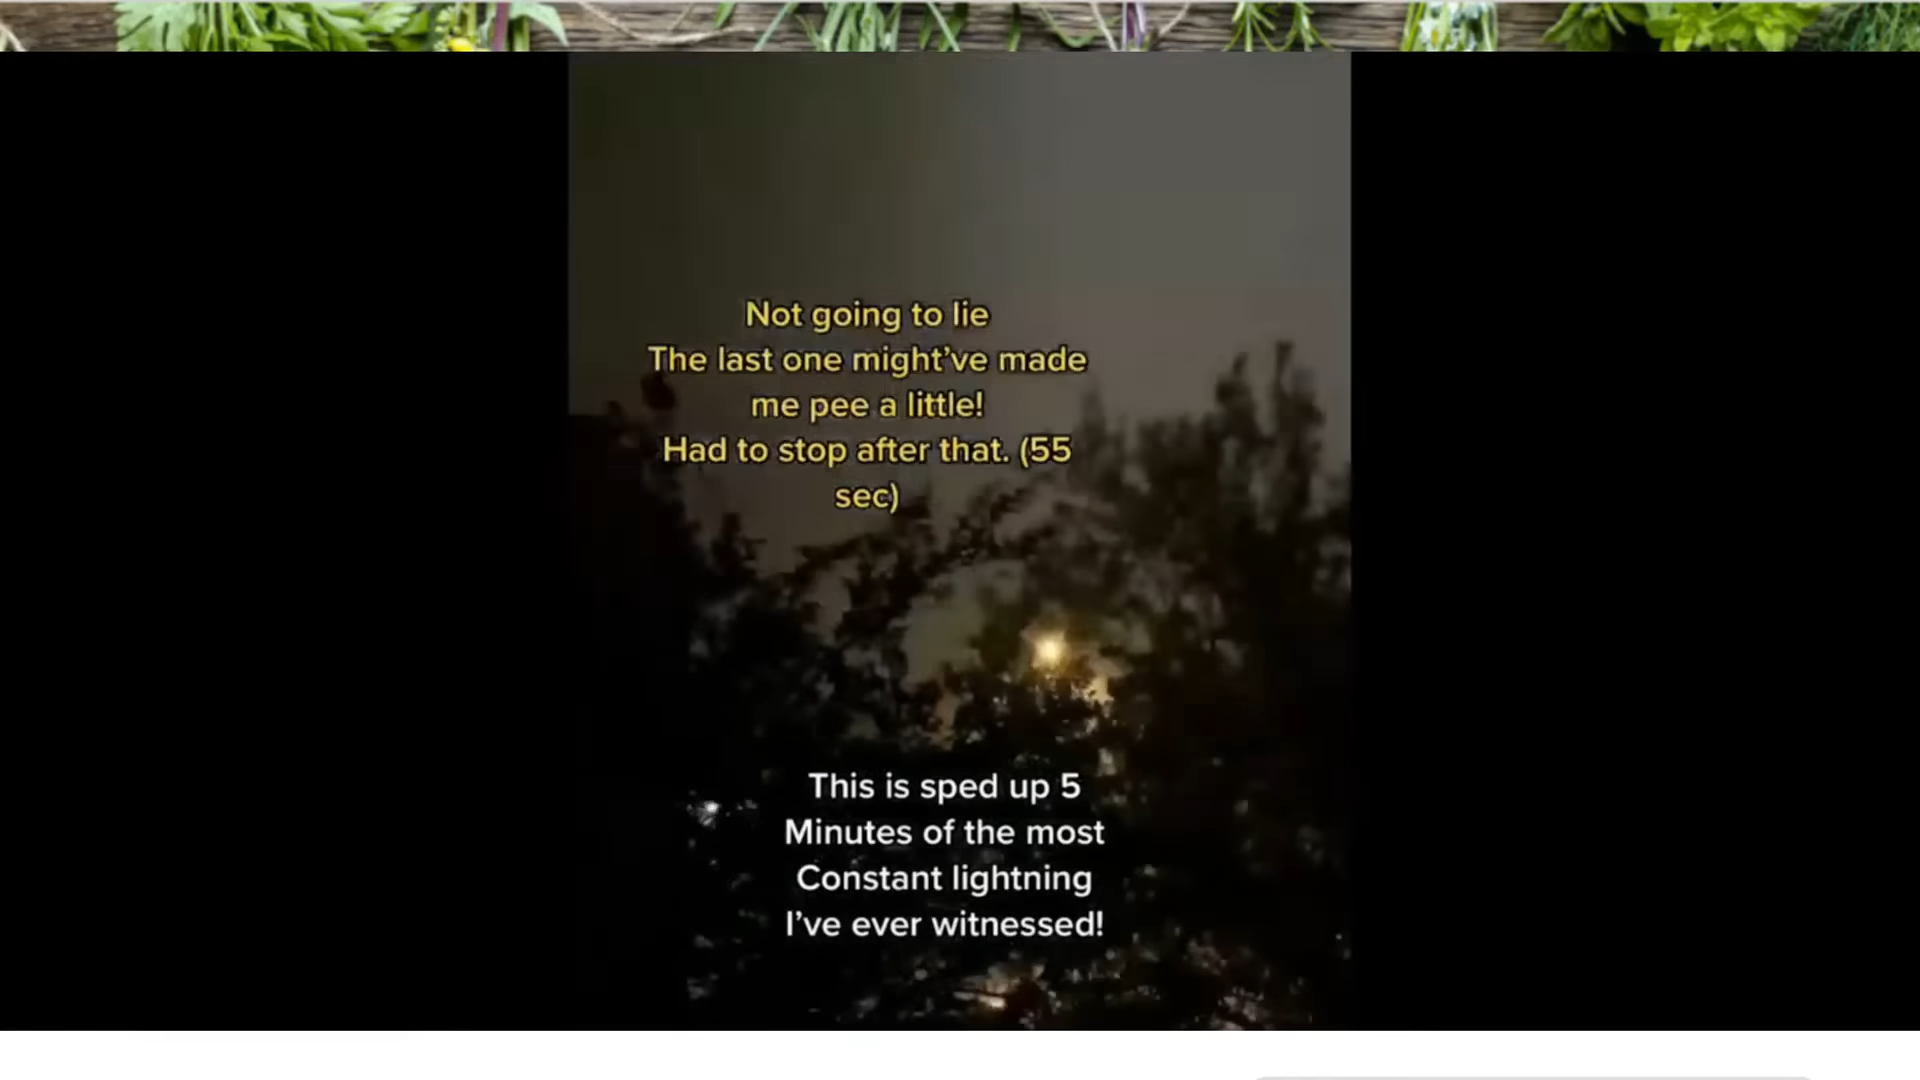 Not going to lie
The last one might’ve made
me pee a little!
Had to stop after that. (55
sec)
This is sped up 5
Minutes of the most
Constant lightning
I’ve ever witnessed!